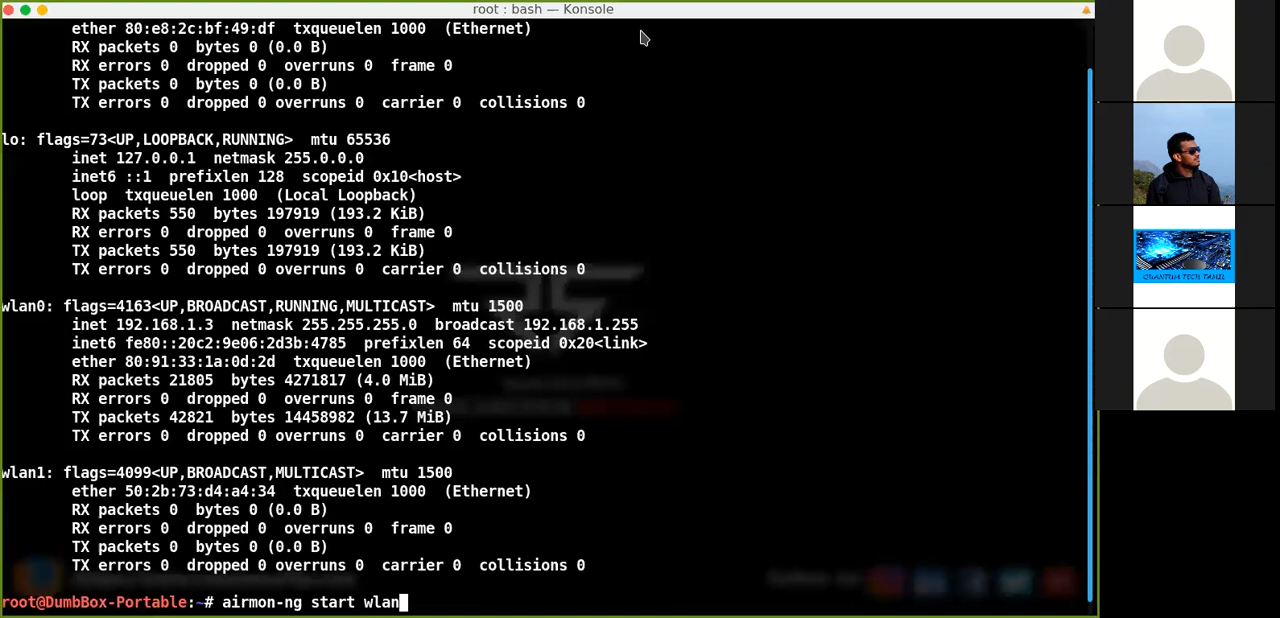 root : bash — Konsole
ether 80:e8:2c:bf:49:df  txqueuelen 1000  (Ethernet)
RX packets 0  bytes 0 (0.0 B)
RX errors 0  dropped 0  overruns 0  frame 0
TX packets 0  bytes 0 (0.0 B)
TX errors 0  dropped 0 overruns 0  carrier 0  collisions 0
lo: flags=73<UP,LOOPBACK,RUNNING>  mtu 65536
inet 127.0.0.1  netmask 255.0.0.0
inet6 ::1  prefixlen 128  scopeid 0x10<host>
loop  txqueuelen 1000  (Local Loopback)
RX packets 550  bytes 197919 (193.2 KiB)
RX errors 0  dropped 0  overruns 0  frame 0
TX packets 550  bytes 197919 (193.2 KiB)
TX errors 0  dropped 0 overruns 0  carrier 0  collisions 0
wlan0: flags=4163<UP,BROADCAST,RUNNING,MULTICAST>  mtu 1500
inet 192.168.1.3  netmask 255.255.255.0  broadcast 192.168.1.255
inet6 fe80::20c2:9e06:2d3b:4785  prefixlen 64  scopeid 0x20<link>
ether 80:91:33:1a:0d:2d  txqueuelen 1000  (Ethernet)
RX packets 21805  bytes 4271817 (4.0 MiB)
RX errors 0  dropped 0  overruns 0  frame 0
TX packets 42821  bytes 14458982 (13.7 MiB)
TX errors 0  dropped 0 overruns 0  carrier 0  collisions 0
wlan1: flags=4099<UP,BROADCAST,MULTICAST>  mtu 1500
ether 50:2b:73:d4:a4:34  txqueuelen 1000  (Ethernet)
RX packets 0  bytes 0 (0.0 B)
RX errors 0  dropped 0  overruns 0  frame 0
TX packets 0  bytes 0 (0.0 B)
TX errors 0  dropped 0 overruns 0  carrier 0  collisions 0
root@DumbBox-Portable:~# airmon-ng start wlan
QUANTUM TECH TAMIL